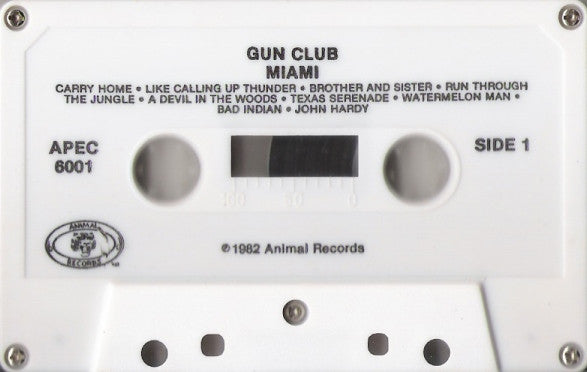 GUN CLUB
MIAMI
CARRY HOME • LIKE CALLING UP THUNDER • BROTHER AND SISTER • RUN THROUGH
THE JUNGLE • A DEVIL IN THE WOODS • TEXAS SERENADE • WATERMELON MAN •
BAD INDIAN • JOHN HARDY
APEC
6001
SIDE 1
100 50 0
ANIMAL
RECORDS
℗1982 Animal Records